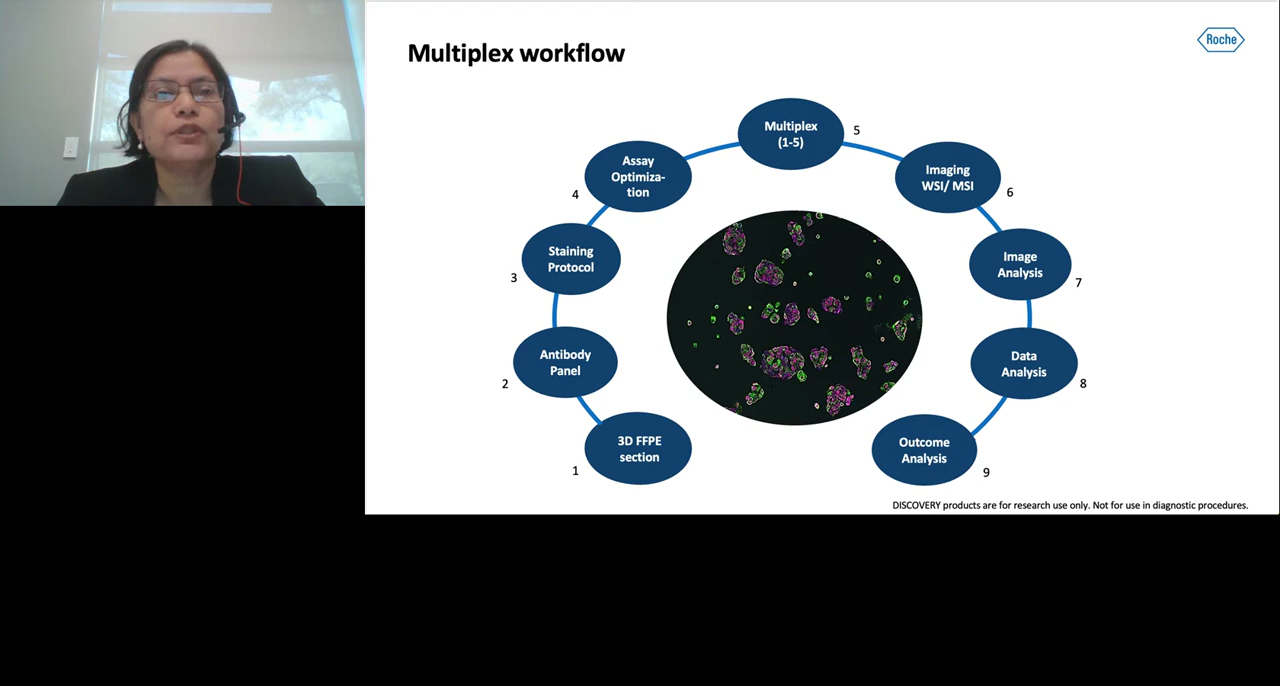 Multiplex workflow
Roche
Multiplex
(1-5)
5
Assay
Optimiza-
tion
4
Imaging
WSI/ MSI
6
Staining
Protocol
3
Image
Analysis
7
Antibody
Panel
2
Data
Analysis
8
3D FFPE
section
1
Outcome
Analysis
9
DISCOVERY products are for research use only. Not for use in diagnostic procedures.